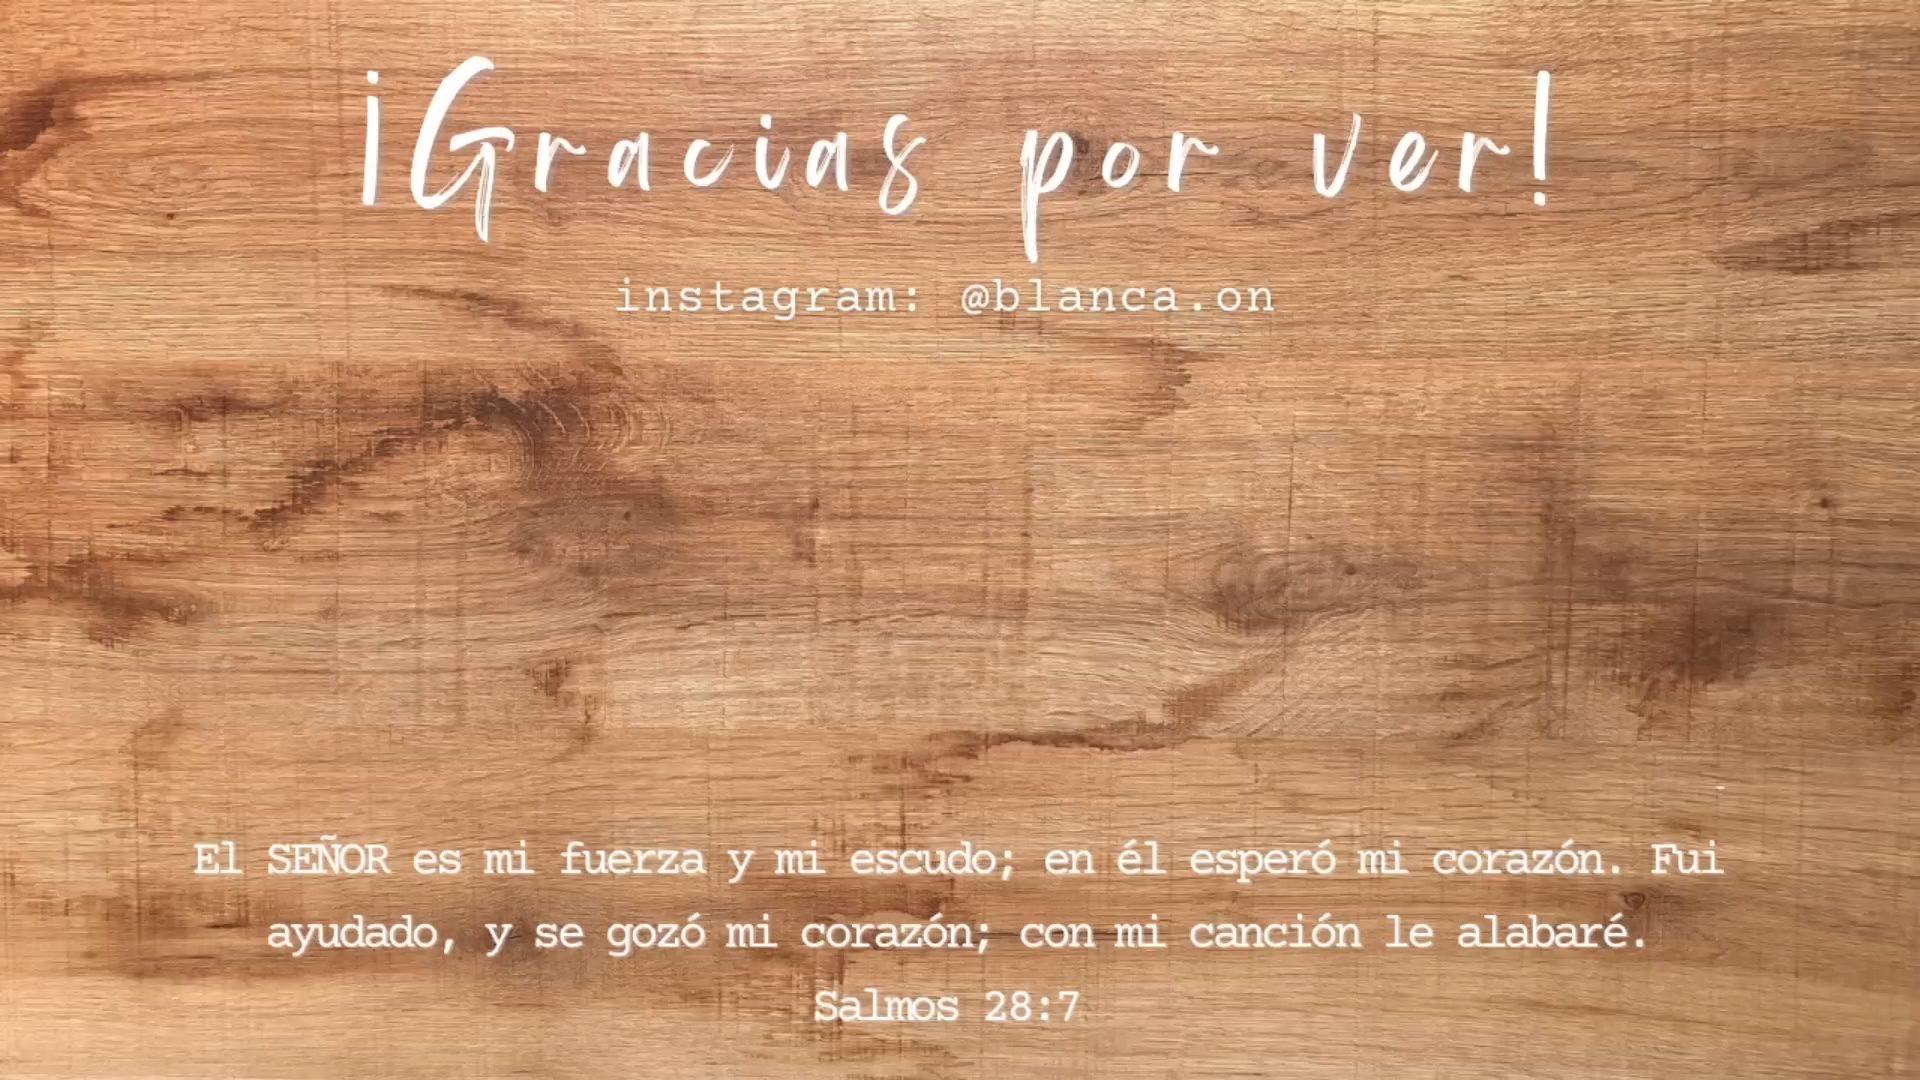 ¡Gracias por ver!
instagram: @blanca.on
El SEÑOR es mi fuerza y mi escudo; en él esperó mi corazón. Fui
ayudado, y se gozó mi corazón; con mi canción le alabaré.
Salmos 28:7